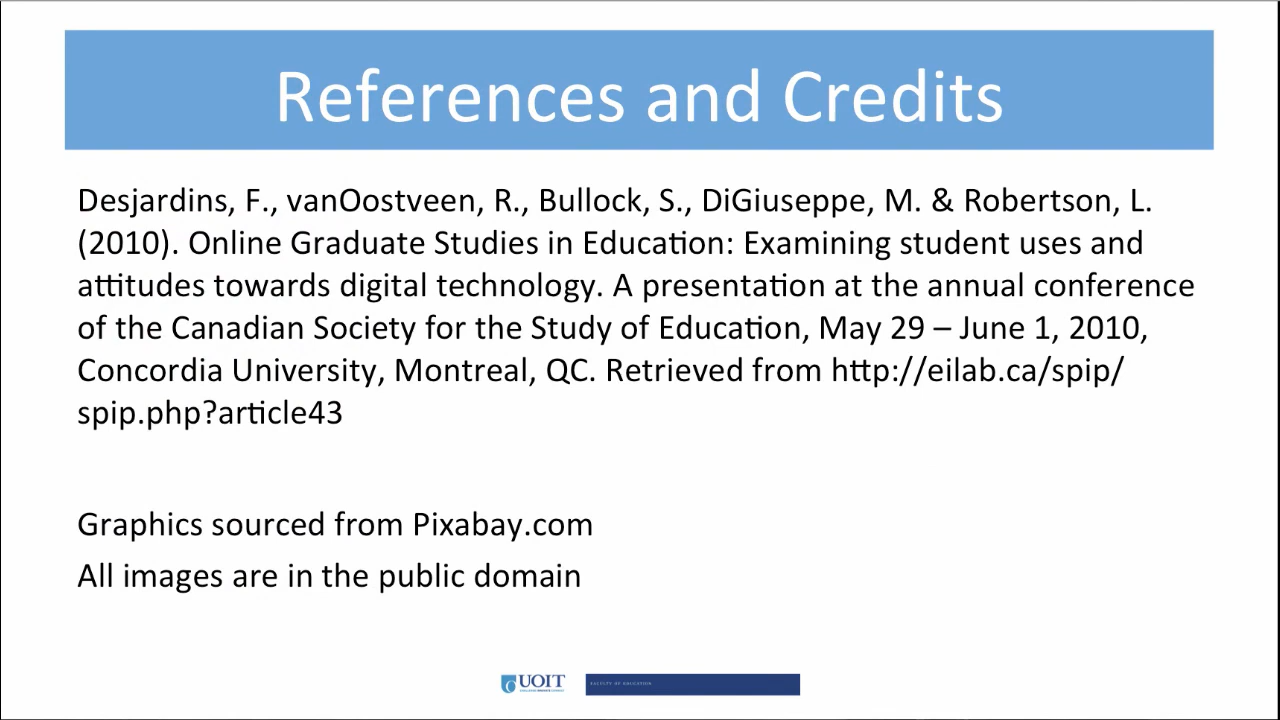 References and Credits
Desjardins, F., vanOostveen, R., Bullock, S., DiGiuseppe, M. & Robertson, L.
(2010). Online Graduate Studies in Education: Examining student uses and
attitudes towards digital technology. A presentation at the annual conference
of the Canadian Society for the Study of Education, May 29 – June 1, 2010,
Concordia University, Montreal, QC. Retrieved from http://eilab.ca/spip/
spip.php?article43
Graphics sourced from Pixabay.com
All images are in the public domain
UOIT
FACULTY OF EDUCATION